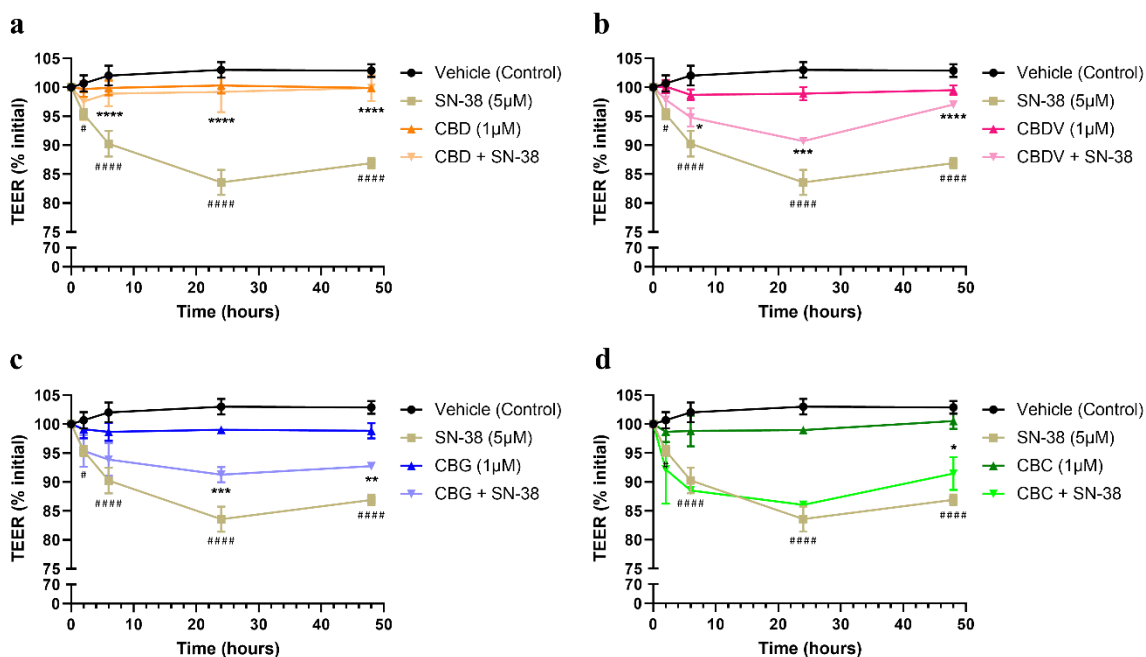 a
105
100
95
90
85
80
75
70
0
TEER (% initial)
0 10 20 30 40 50
Time (hours)
Vehicle (Control)
SN-38 (5μM)
CBD (1μM)
CBD + SN-38
#
****
####
****
####
****
####
b
105
100
95
90
85
80
75
70
0
TEER (% initial)
0 10 20 30 40 50
Time (hours)
Vehicle (Control)
SN-38 (5μM)
CBDV (1μM)
CBDV + SN-38
#
*
####
***
####
****
####
c
105
100
95
90
85
80
75
70
0
TEER (% initial)
0 10 20 30 40 50
Time (hours)
Vehicle (Control)
SN-38 (5μM)
CBG (1μM)
CBG + SN-38
#
####
***
####
**
####
d
105
100
95
90
85
80
75
70
0
TEER (% initial)
0 10 20 30 40 50
Time (hours)
Vehicle (Control)
SN-38 (5μM)
CBC (1μM)
CBC + SN-38
#
####
####
*
####